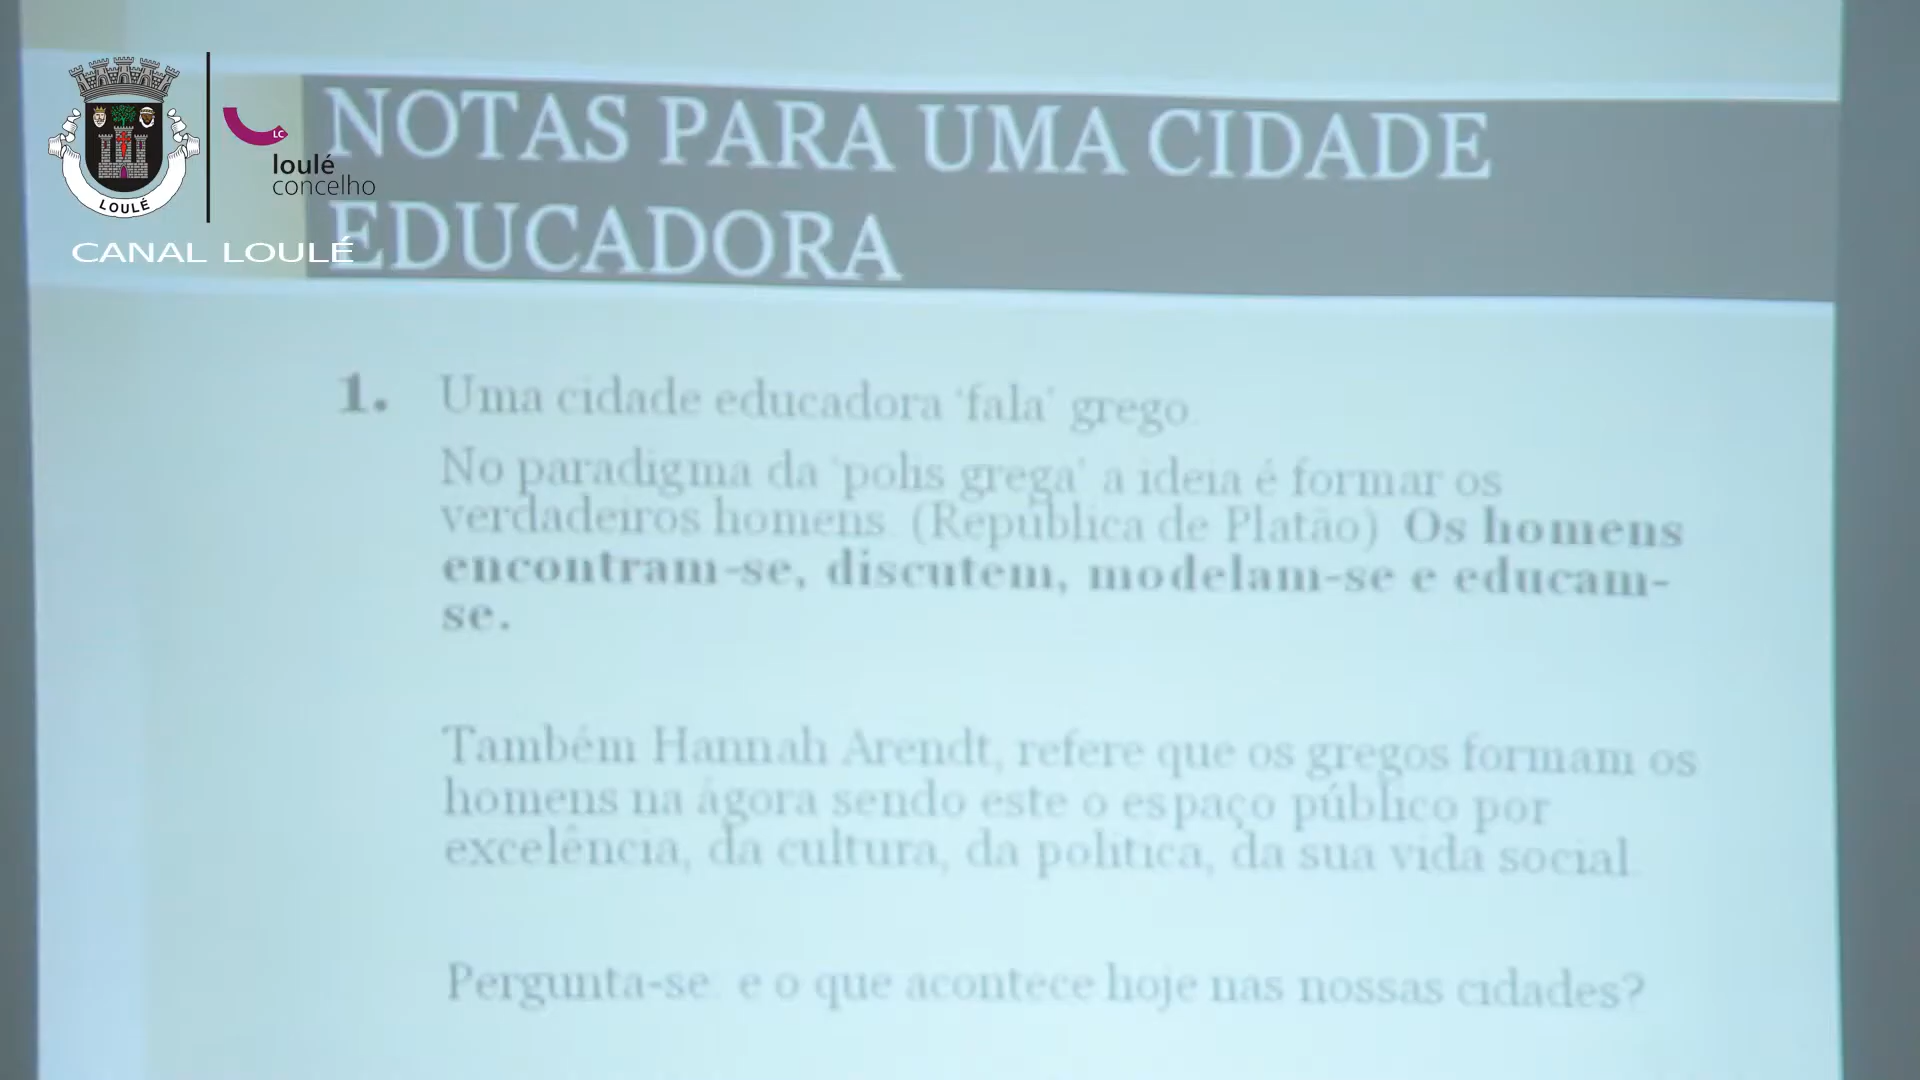 NOTAS PARA UMA CIDADE
EDUCADORA
LC
loulé
concelho
LOULÉ
CANAL LOULÉ
1. Uma cidade educadora ‘fala’ grego.
No paradigma da ‘polis grega’ a ideia é formar os
verdadeiros homens. (República de Platão). Os homens
encontram-se, discutem, modelam-se e educam-
se.
Também Hannah Arendt, refere que os gregos formam os
homens na ágora sendo este o espaço público por
excelência, da cultura, da política, da sua vida social.
Pergunta-se: e o que acontece hoje nas nossas cidades?